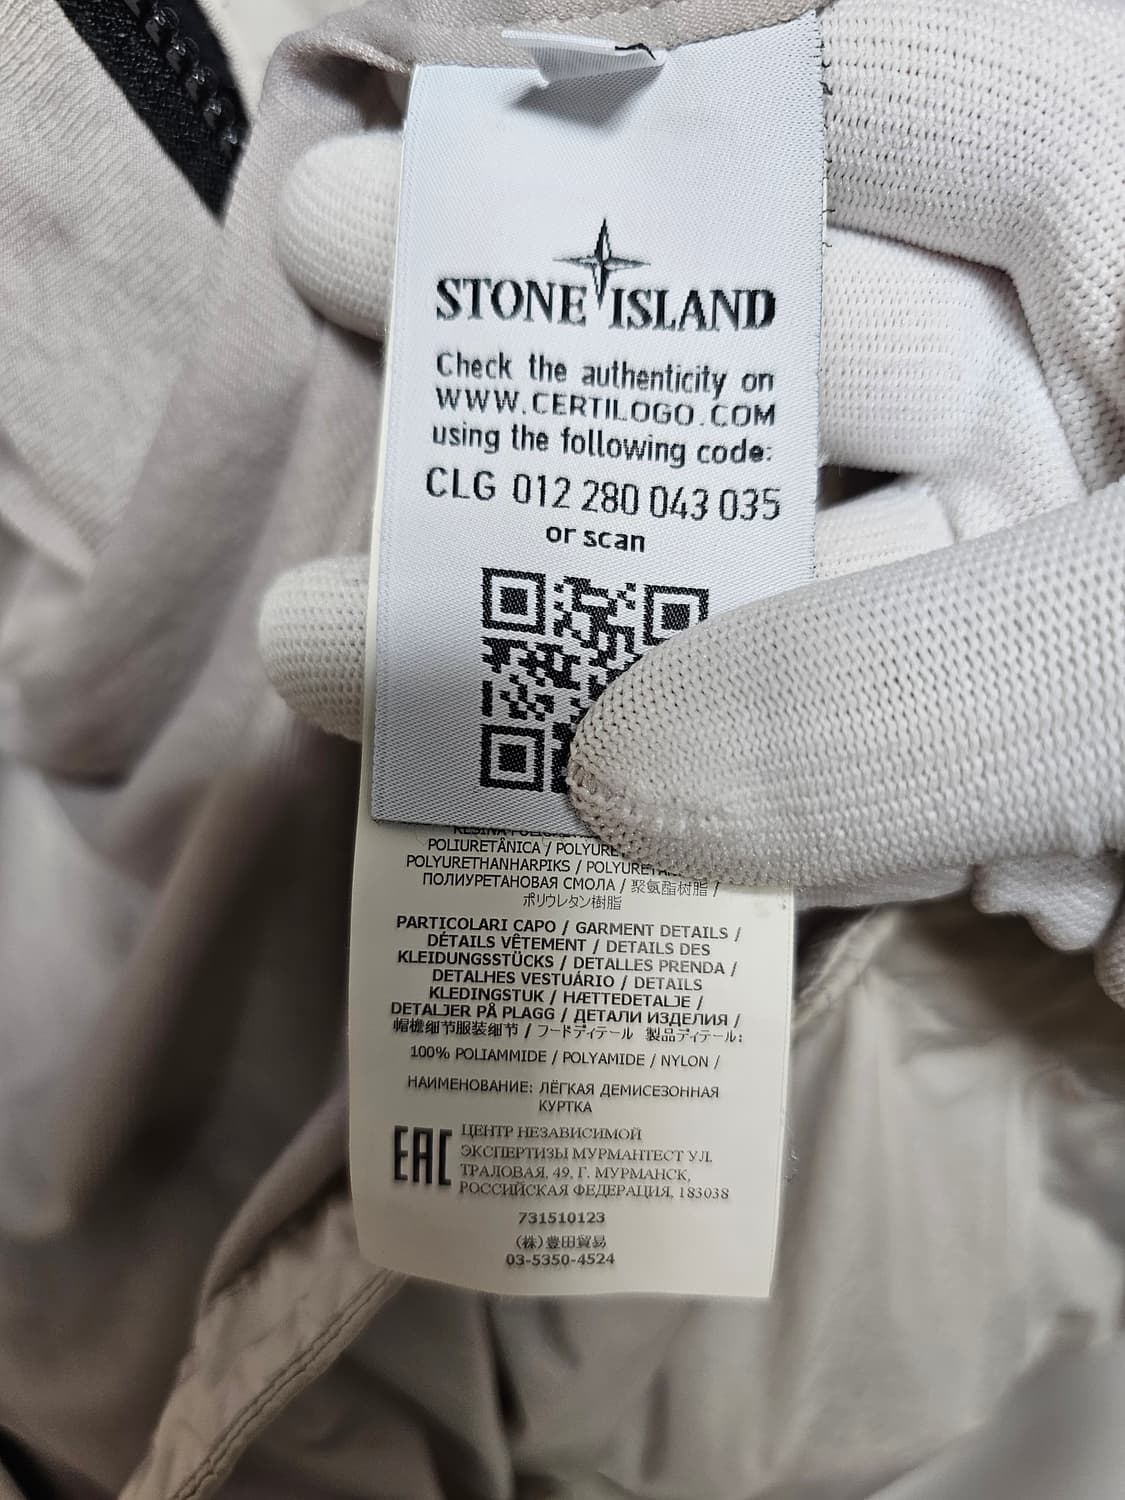 STONE ISLAND
Check the authenticity on
WWW.CERTILOGO.COM
using the following code:
CLG 012 280 043 035
or scan
POLIURETÂNICA / POLYURE
POLYURETHANHARPIKS / POLYURETAN
ПОЛИУРЕТАНОВАЯ СМОЛА / 聚氨酯树脂 /
ポリウレタン樹脂
PARTICOLARI CAPO / GARMENT DETAILS /
DÉTAILS VÊTEMENT / DETAILS DES
KLEIDUNGSSTÜCKS / DETALLES PRENDA /
DETALHES VESTUÁRIO / DETAILS
KLEDINGSTUK / HÆTTEDETALJE /
DETALJER PÅ PLAGG / ДЕТАЛИ ИЗДЕЛИЯ /
帽檐细节服装细节 / フードディテール 製品ディテール:
100% POLIAMMIDE / POLYAMIDE / NYLON /
НАИМЕНОВАНИЕ: ЛЁГКАЯ ДЕМИСЕЗОННАЯ
КУРТКА
EAC
ЦЕНТР НЕЗАВИСИМОЙ
ЭКСПЕРТИЗЫ МУРМАНТЕСТ УЛ.
ТРАЛОВАЯ, 49, Г. МУРМАНСК,
РОССИЙСКАЯ ФЕДЕРАЦИЯ, 183038
731510123
(株)豊田貿易
03-5350-4524